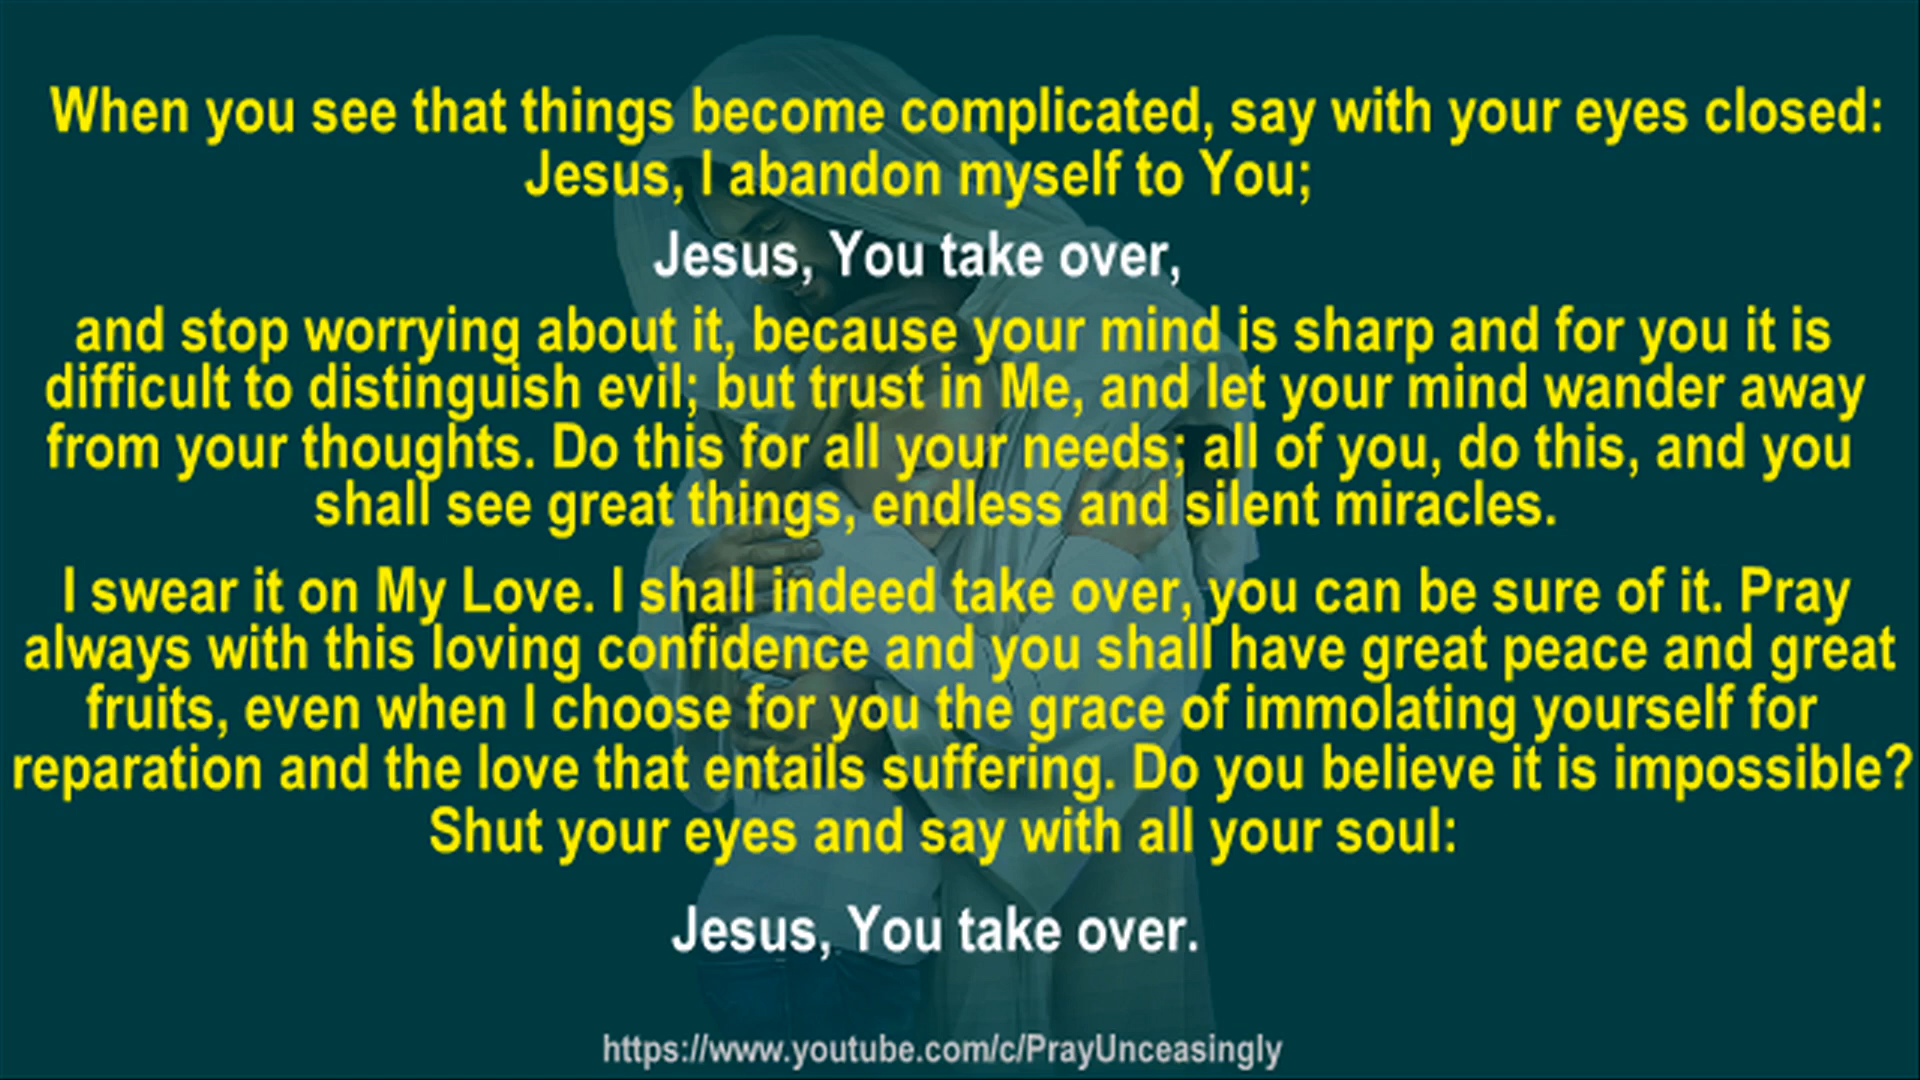 When you see that things become complicated, say with your eyes closed:
Jesus, I abandon myself to You;
Jesus, You take over,
and stop worrying about it, because your mind is sharp and for you it is
difficult to distinguish evil; but trust in Me, and let your mind wander away
from your thoughts. Do this for all your needs; all of you, do this, and you
shall see great things, endless and silent miracles.
I swear it on My Love. I shall indeed take over, you can be sure of it. Pray
always with this loving confidence and you shall have great peace and great
fruits, even when I choose for you the grace of immolating yourself for
reparation and the love that entails suffering. Do you believe it is impossible?
Shut your eyes and say with all your soul:
Jesus, You take over.
https://www.youtube.com/c/PrayUnceasingly